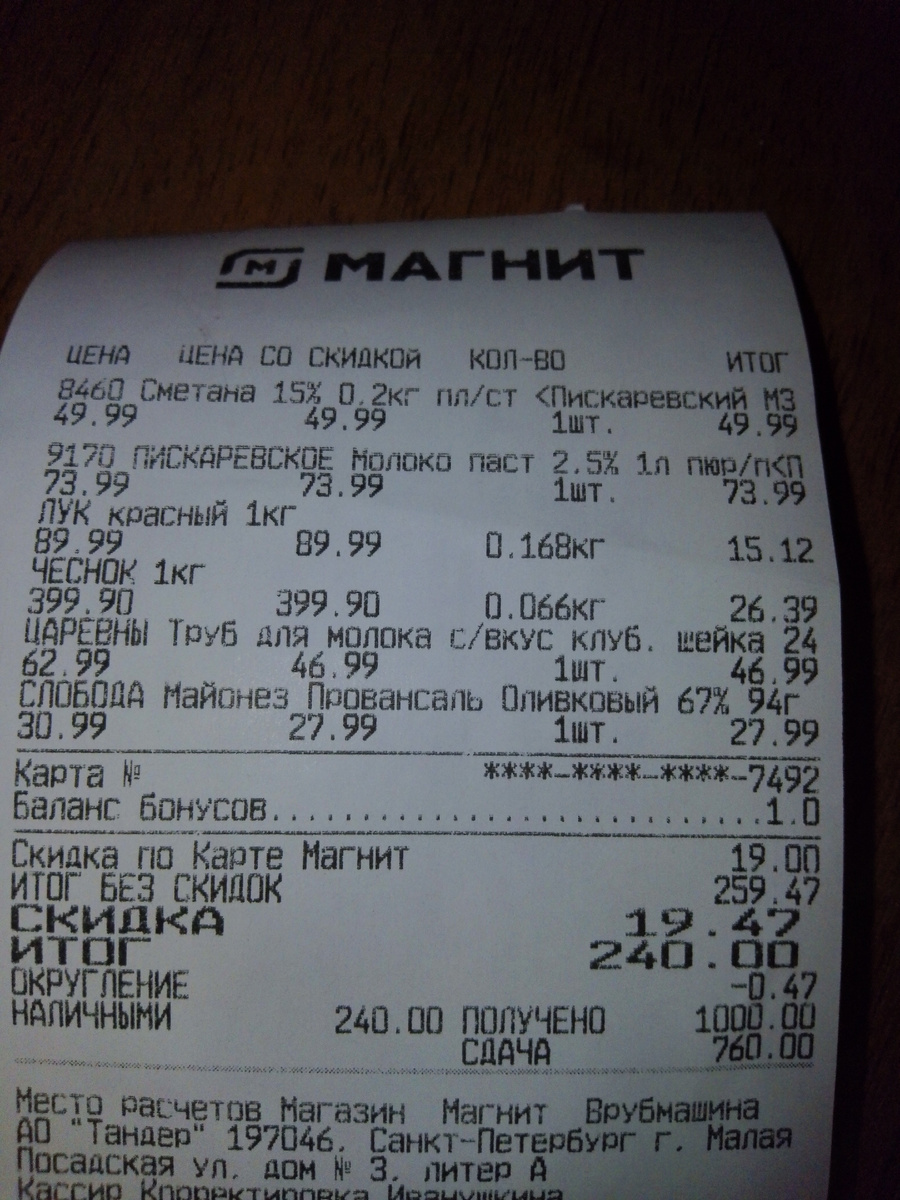 МАГНИТ
ЦЕНА ЦЕНА СО СКИДКОЙ КОЛ-ВО ИТОГ
8460 Сметана 15% 0.2кг пл/ст <Пискаревский МЗ
49.99 49.99 1шт. 49.99
9170 ПИСКАРЕВСКОЕ Молоко паст 2.5% 1л пюр/п<П
73.99 73.99 1шт. 73.99
ЛУК красный 1кг
89.99 89.99 0.168кг 15.12
ЧЕСНОК 1кг
399.90 399.90 0.066кг 26.39
ЦАРЕВНЫ Труб для молока с/вкус клуб. шейка 24
62.99 46.99 1шт. 46.99
СЛОБОДА Майонез Провансаль Оливковый 67% 94г
30.99 27.99 1шт. 27.99
Карта № ****-****-****-7492
Баланс бонусов..............................1.0
Скидка по Карте Магнит 19.00
ИТОГ БЕЗ СКИДОК 259.47
СКИДКА 19.47
ИТОГ 240.00
ОКРУГЛЕНИЕ -0.47
НАЛИЧНЫМИ 240.00 ПОЛУЧЕНО 1000.00
СДАЧА 760.00
Место расчетов Магазин Магнит Врубмашина
АО "Тандер" 197046, Санкт-Петербург г, Малая
Посадская ул, дом № 3, литер А
Кассир Корректировка Иванушкина